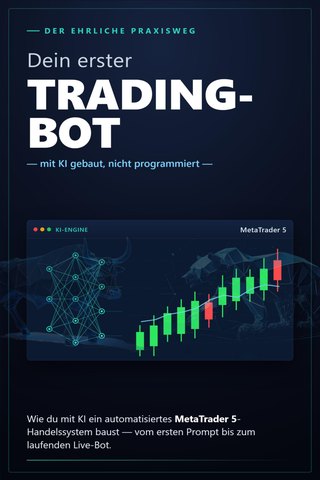 — DER EHRLICHE PRAXISWEG
Dein erster
TRADING-
BOT
— mit KI gebaut, nicht programmiert —
KI-ENGINE
MetaTrader 5
Wie du mit KI ein automatisiertes MetaTrader 5-
Handelssystem baust — vom ersten Prompt bis zum
laufenden Live-Bot.